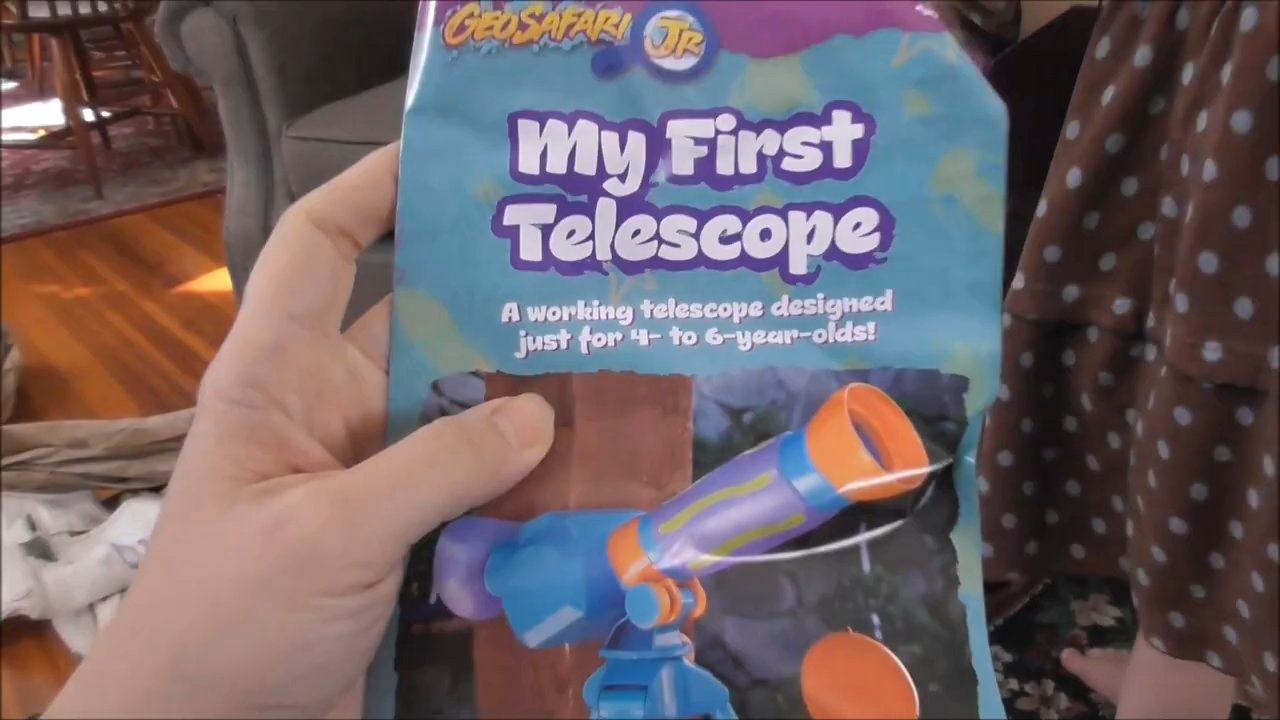 GEOSAFARI JR
My First
Telescope
A working telescope designed
just for 4- to 6-year-olds!